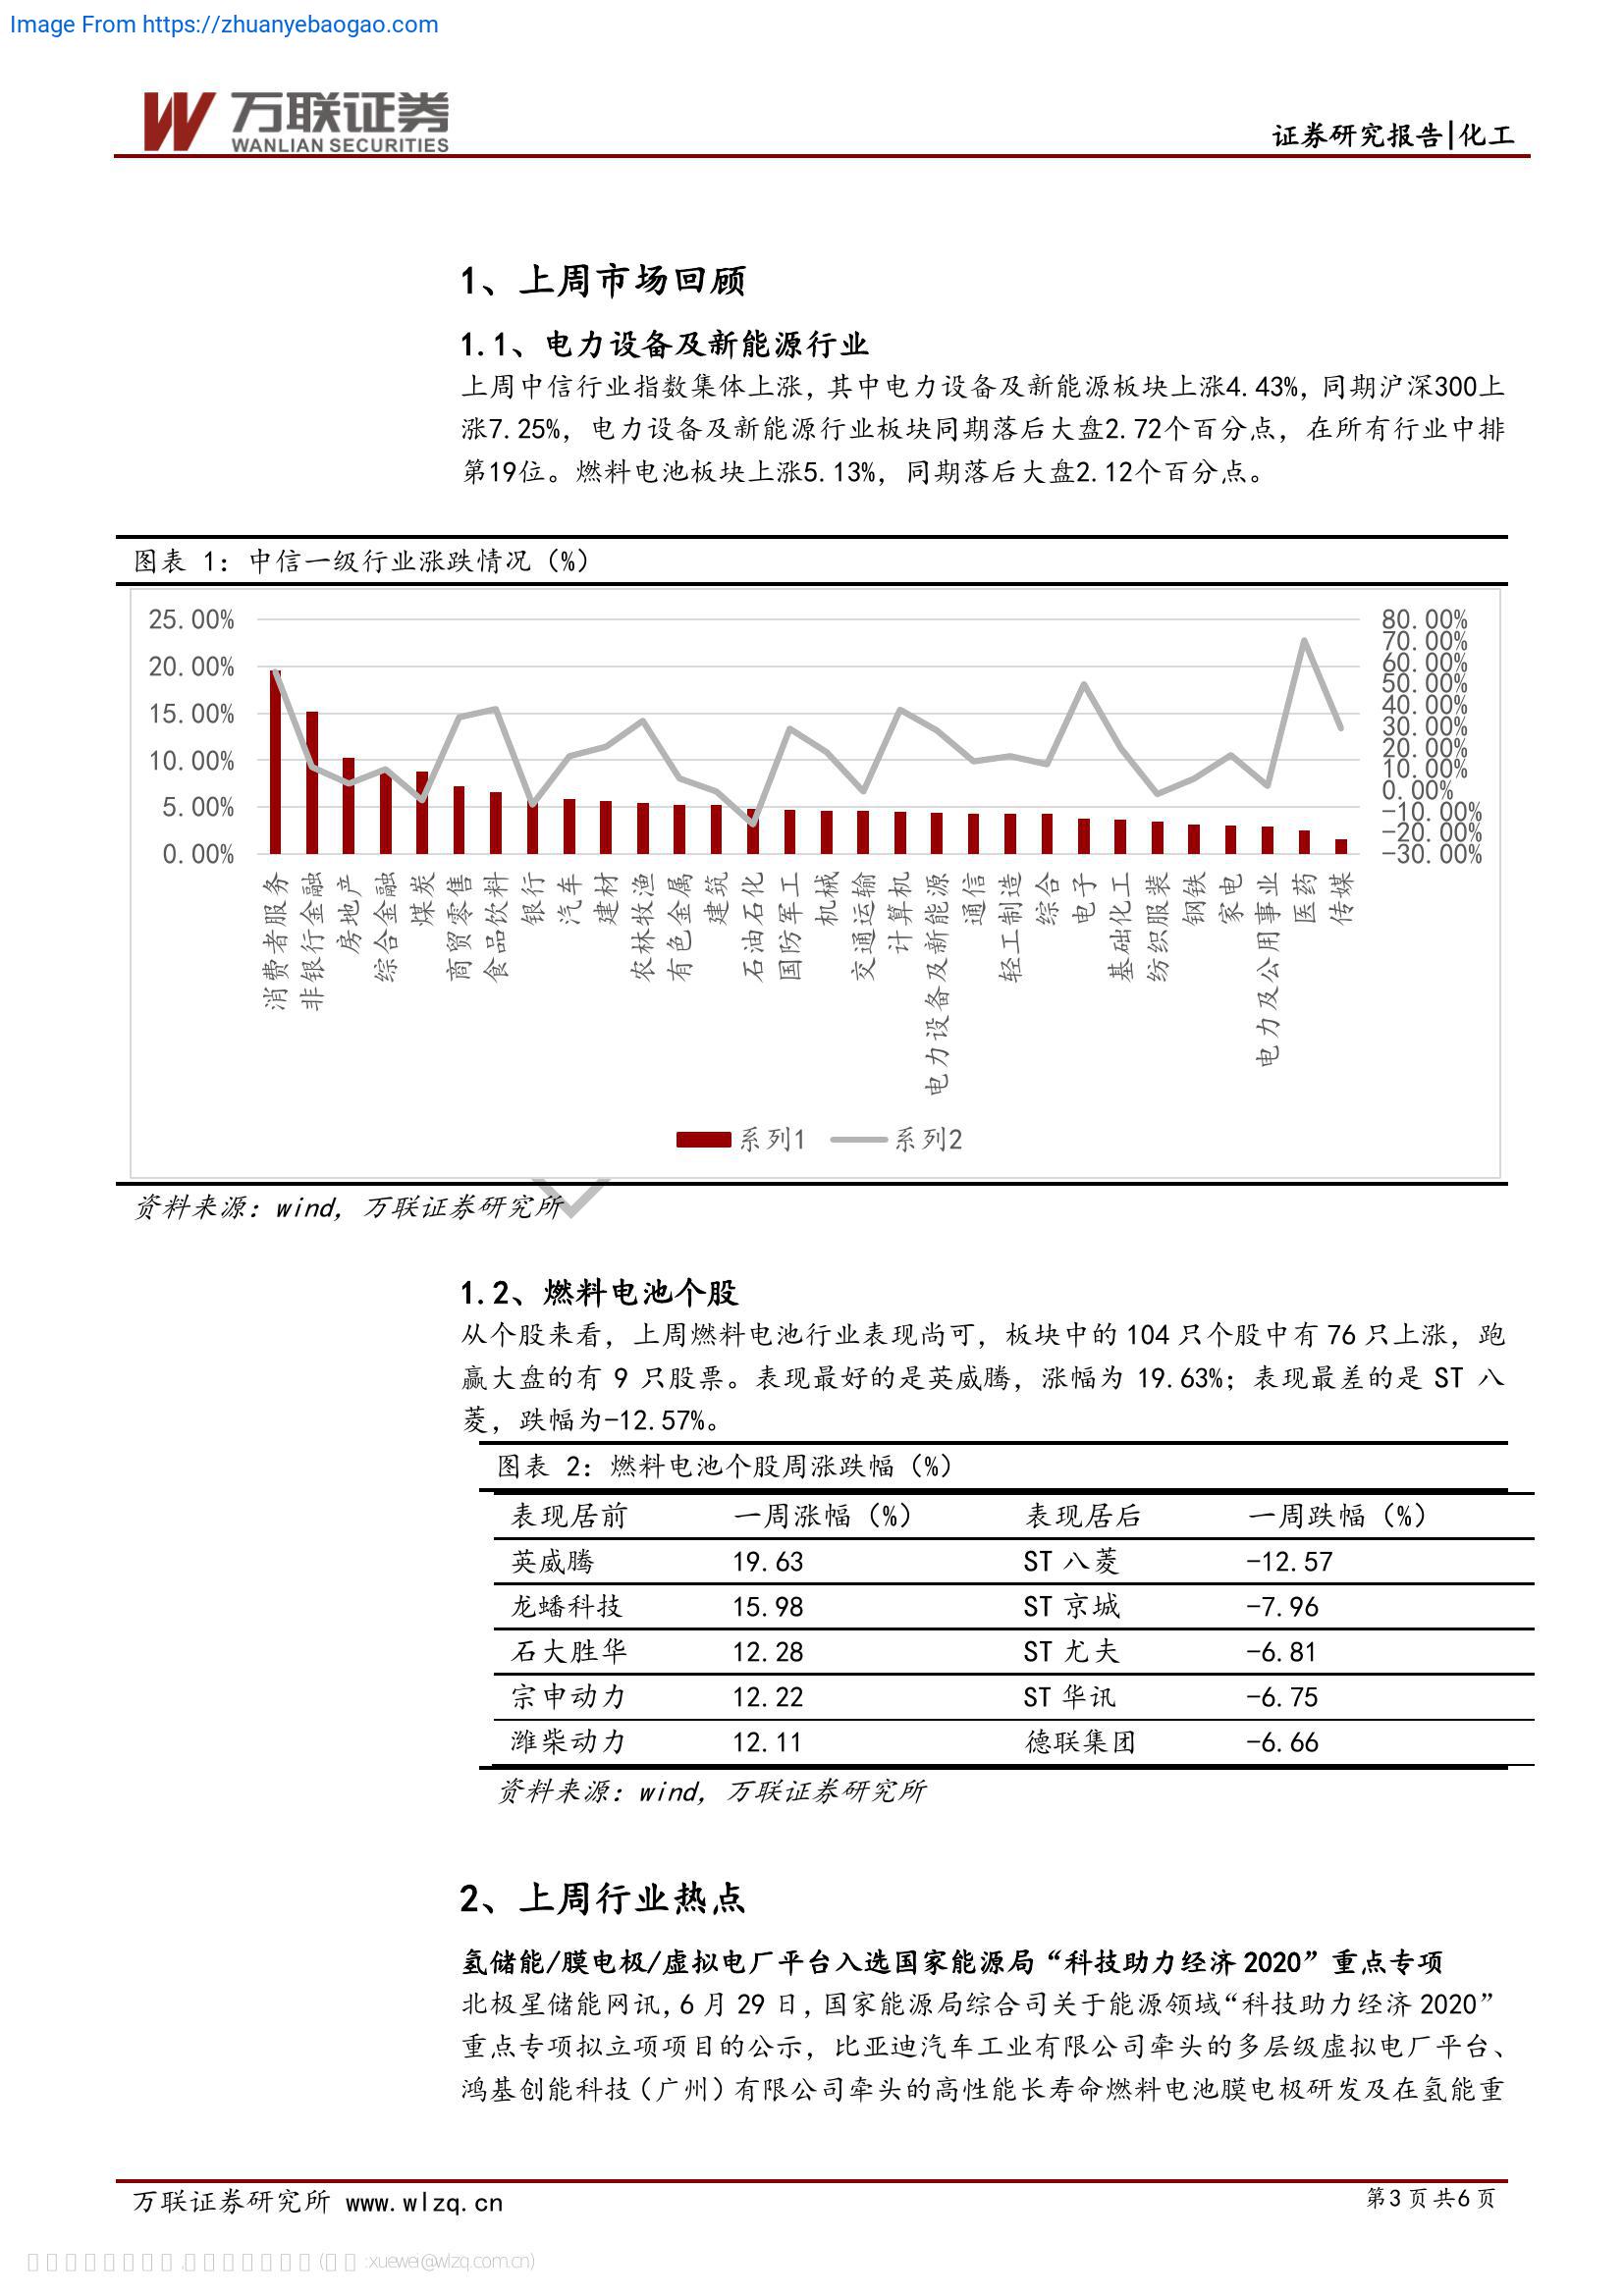 Image From https://zhuanyebaogao.com
万联证券
WANLIAN SECURITIES
证券研究报告|化工
1、上周市场回顾
1.1、电力设备及新能源行业
上周中信行业指数集体上涨，其中电力设备及新能源板块上涨4.43%，同期沪深300上
涨7.25%，电力设备及新能源行业板块同期落后大盘2.72个百分点，在所有行业中排
第19位。燃料电池板块上涨5.13%，同期落后大盘2.12个百分点。
图表 1：中信一级行业涨跌情况（%）
25.00%
20.00%
15.00%
10.00%
5.00%
0.00%
80.00%
70.00%
60.00%
50.00%
40.00%
30.00%
20.00%
10.00%
0.00%
-10.00%
-20.00%
-30.00%
消费者服务
非银行金融
房地产
综合金融
煤炭
商贸零售
食品饮料
银行
汽车
建材
农林牧渔
有色金属
建筑
石油石化
国防军工
机械
交通运输
计算机
电力设备及新能源
通信
轻工制造
综合
电子
基础化工
纺织服装
钢铁
家电
电力及公用事业
医药
传媒
系列1 系列2
资料来源：wind，万联证券研究所
1.2、燃料电池个股
从个股来看，上周燃料电池行业表现尚可，板块中的 104 只个股中有 76 只上涨，跑
赢大盘的有 9 只股票。表现最好的是英威腾，涨幅为 19.63%；表现最差的是 ST 八
菱，跌幅为-12.57%。
图表 2：燃料电池个股周涨跌幅（%）
表现居前 一周涨幅（%） 表现居后 一周跌幅（%）
英威腾 19.63 ST 八菱 -12.57
龙蟠科技 15.98 ST 京城 -7.96
石大胜华 12.28 ST 尤夫 -6.81
宗申动力 12.22 ST 华讯 -6.75
潍柴动力 12.11 德联集团 -6.66
资料来源：wind，万联证券研究所
2、上周行业热点
氢储能/膜电极/虚拟电厂平台入选国家能源局“科技助力经济 2020”重点专项
北极星储能网讯，6 月 29 日，国家能源局综合司关于能源领域“科技助力经济 2020”
重点专项拟立项项目的公示，比亚迪汽车工业有限公司牵头的多层级虚拟电厂平台、
鸿基创能科技（广州）有限公司牵头的高性能长寿命燃料电池膜电极研发及在氢能重
万联证券研究所 www.wlzq.cn
第3页共6页
:xuewei@wlzq.com.cn)